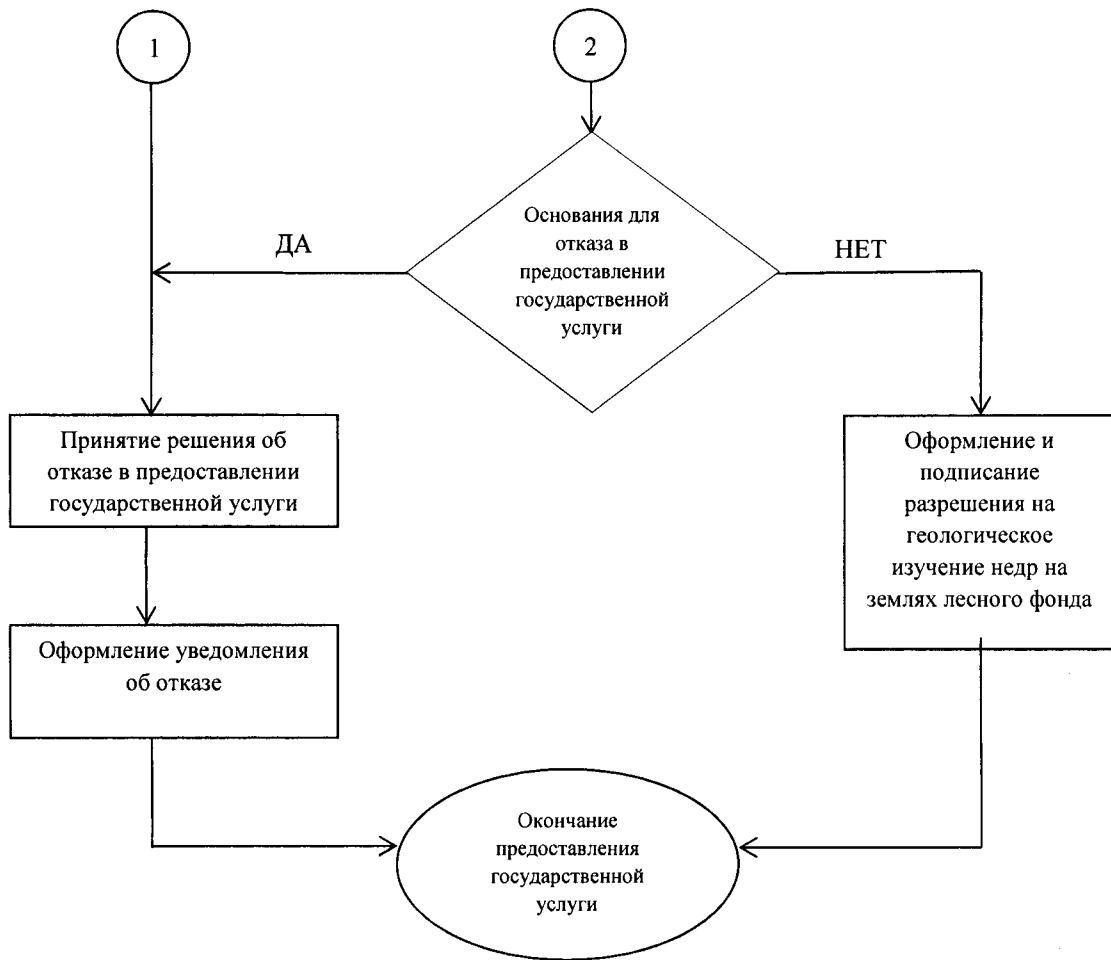 1
2
Основания для
отказа в
предоставлении
государственной
услуги
ДА
НЕТ
Принятие решения об
отказе в предоставлении
государственной услуги
Оформление и
подписание
разрешения на
геологическое
изучение недр на
землях лесного фонда
Оформление уведомления
об отказе
Окончание
предоставления
государственной
услуги